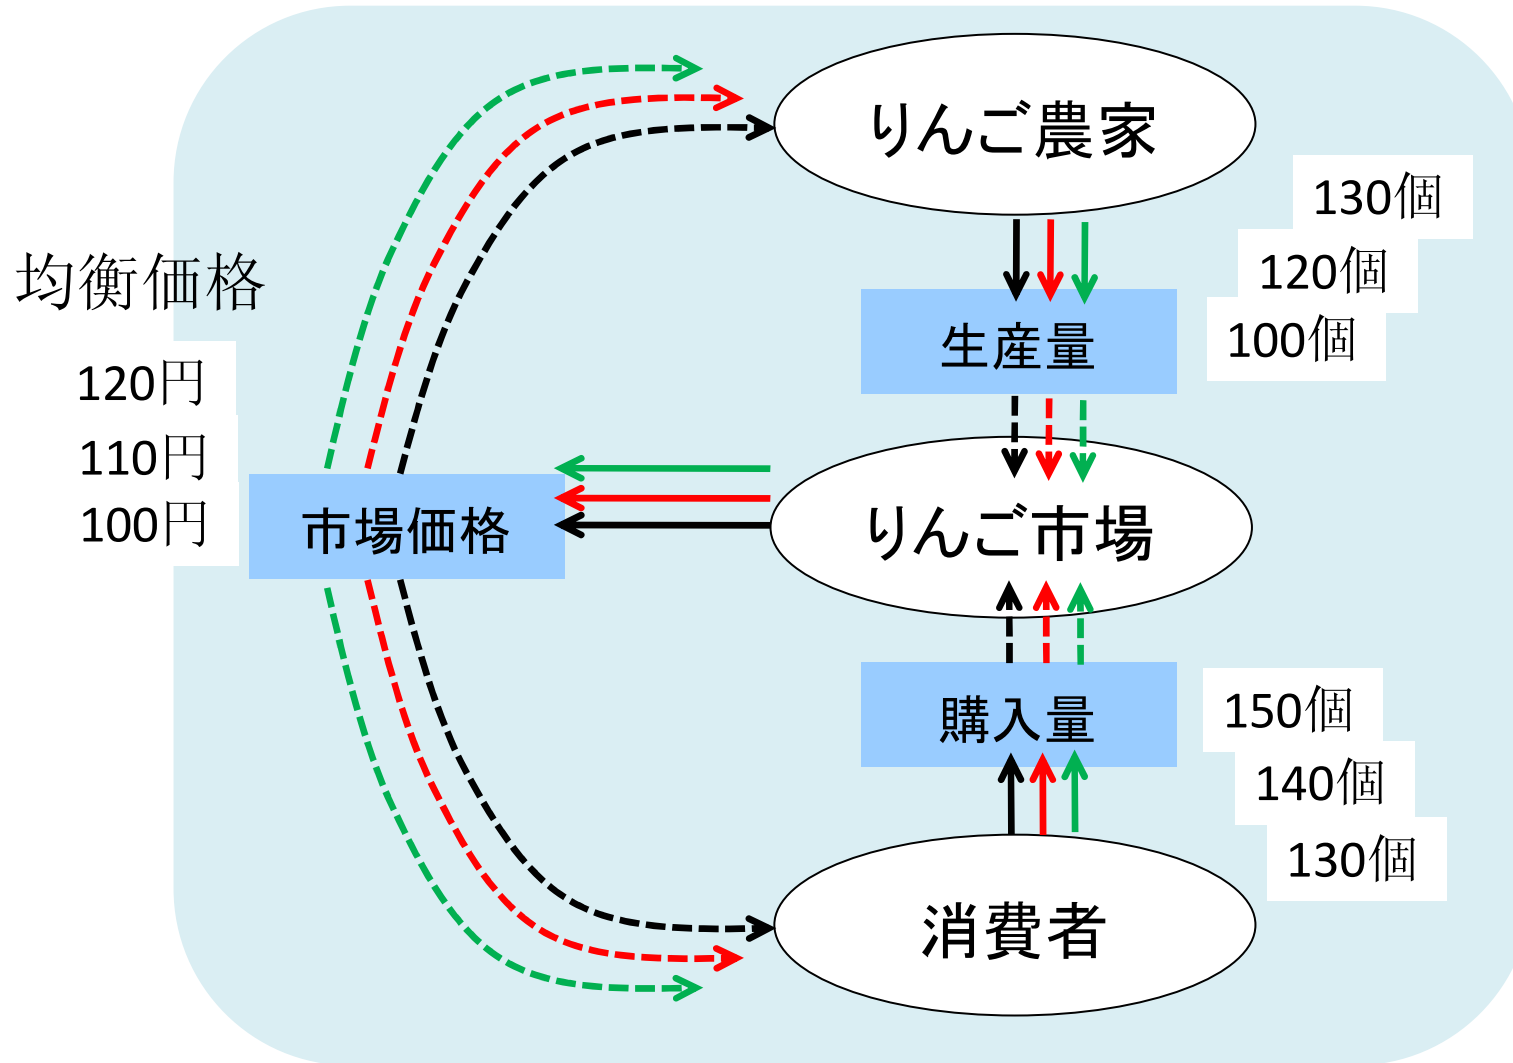 りんご農家
130個
120個
100個
生産量
均衡価格
120円
110円
100円
市場価格
りんご市場
購入量
150個
140個
130個
消費者